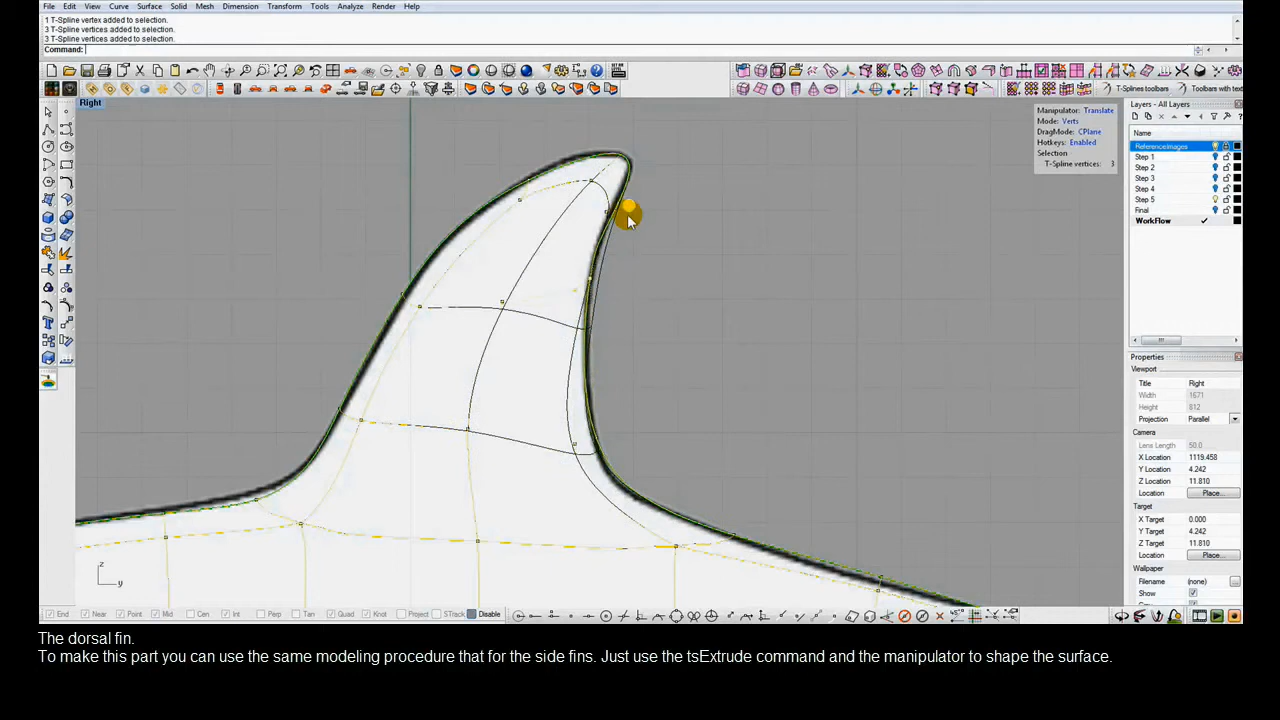 File Edit View Curve Surface Solid Mesh Dimension Transform Tools Analyze Render Help
1 T-Spline vertex added to selection.
3 T-Spline vertices added to selection.
3 T-Spline vertices added to selection.
Command:
T-Splines toolbars
Toolbars with text
Right
Manipulator: Translate
Mode: Verts
DragMode: CPlane
Hotkeys: Enabled
Selection
T-Spline vertices: 3
Layers - All Layers
Name
ReferenceImages
Step 1
Step 2
Step 3
Step 4
Step 5
Final
WorkFlow
Properties
Viewport
Title Right
Width 1671
Height 812
Projection Parallel
Camera
Lens Length 50.0
X Location 1119.458
Y Location 4.242
Z Location 11.810
Location Place...
Target
X Target 0.000
Y Target 4.242
Z Target 11.810
Location Place...
Wallpaper
Filename (none)
Show
z
y
End Near Point Mid Cen Int Perp Tan Quad Knot Project STrack Disable
The dorsal fin.
To make this part you can use the same modeling procedure that for the side fins. Just use the tsExtrude command and the manipulator to shape the surface.